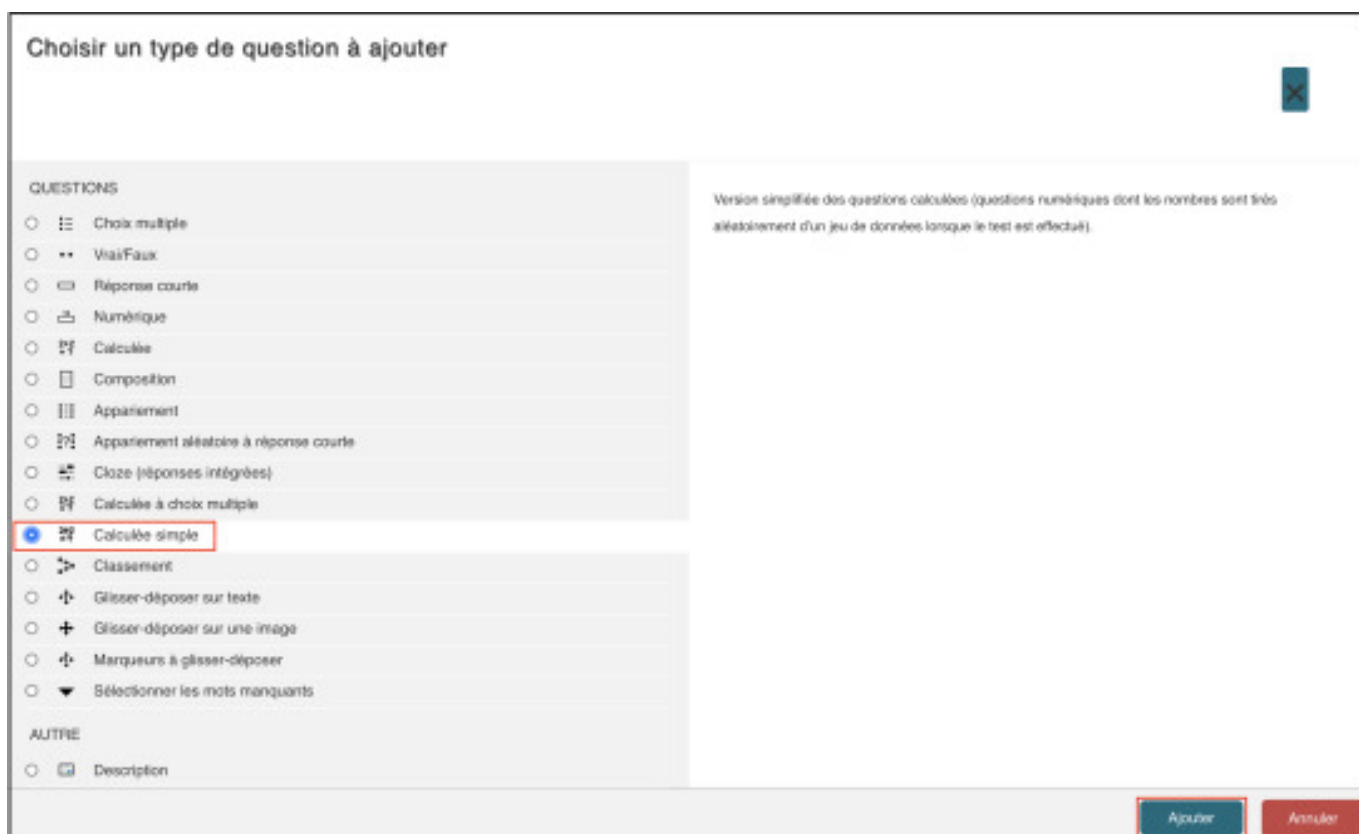 Choisir un type de question à ajouter
QUESTIONS
Choix multiple
Vrai/Faux
Réponse courte
Numérique
Calculée
Composition
Appariement
Appariement aléatoire à réponse courte
Cloze (réponses intégrées)
Calculée à choix multiple
Calculée simple
Classement
Glisser-déposer sur texte
Glisser-déposer sur une image
Marqueurs à glisser-déposer
Sélectionner les mots manquants
AUTRE
Description
Version simplifiée des questions calculées (questions numériques dont les nombres sont tirés
aléatoirement d'un jeu de données lorsque le test est effectué).
Ajouter
Annuler